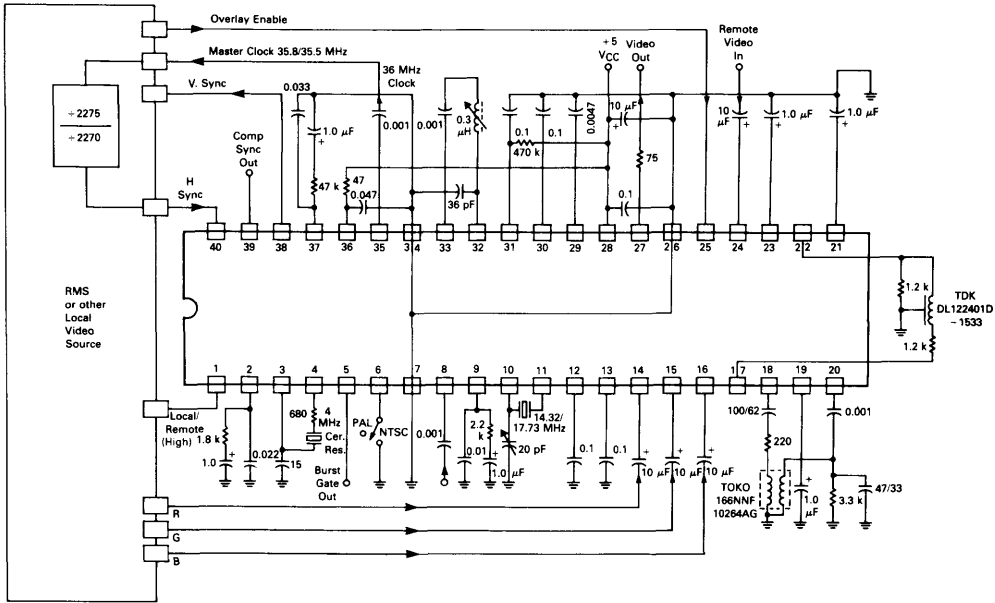 Overlay Enable
Master Clock 35.8/35.5 MHz
V. Sync
36 MHz
Clock
+5
VCC
Video
Out
Remote
Video
In
÷2275
÷2270
Comp
Sync
Out
H
Sync
0.033
1.0 µF
+
47 k
47
0.047
0.001
0.001
0.3
µH
36 pF
0.1
470 k
0.1
0.0047
10
µF
+
0.1
75
10
µF
+
1.0 µF
+
1.0 µF
+
40
39
38
37
36
35
3 4
33
32
31
30
29
28
27
2 6
25
24
23
2 2
21
RMS
or other
Local
Video
Source
1.2 k
TDK
DL122401D
-1533
1.2 k
1
2
3
4
5
6
7
8
9
10
11
12
13
14
15
16
1 7
18
19
20
Local/
Remote
(High)
1.8 k
1.0
+
0.022
15
680
4
MHz
Cer.
Res.
Burst
Gate
Out
PAL
NTSC
0.001
0.01
2.2
k
+
1.0
µF
14.32/
17.73 MHz
20 pF
0.1
0.1
+
10 µF
+
10 µF
+
10 µF
100/62
220
TOKO
166NNF
10264AG
+
1.0
µF
0.001
3.3 k
47/33
R
G
B